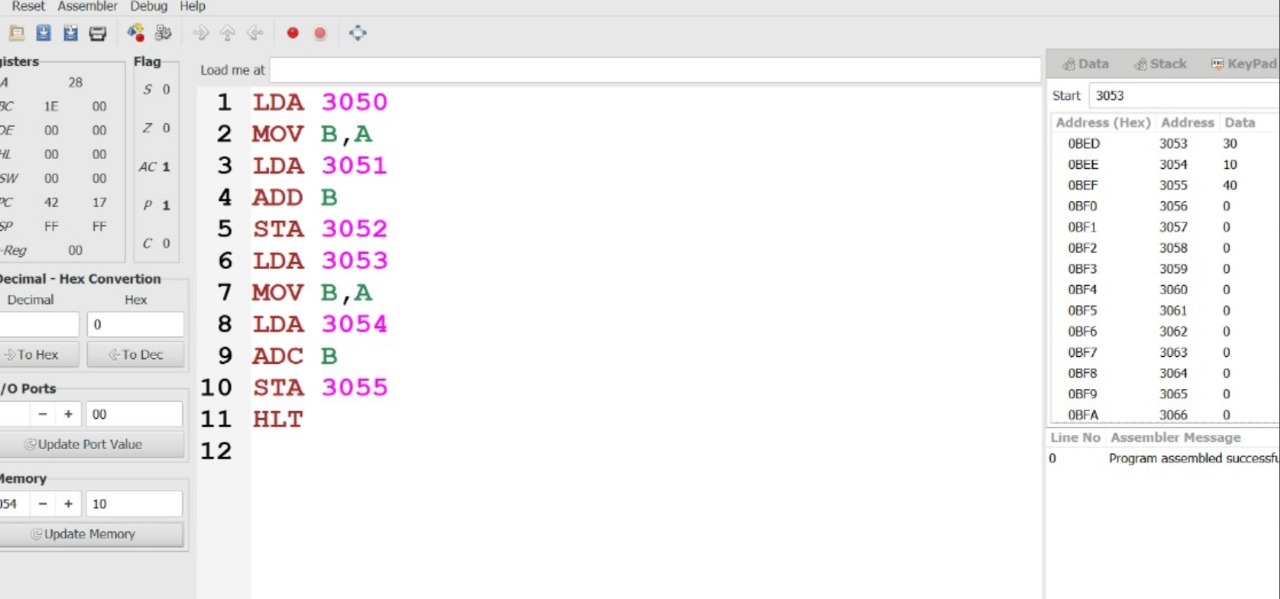 Reset Assembler Debug Help
gisters
A 28
BC 1E 00
DE 00 00
HL 00 00
SW 00 00
PC 42 17
SP FF FF
-Reg 00
Flag
S 0
Z 0
AC 1
P 1
C 0
Decimal - Hex Convertion
Decimal Hex
0
To Hex To Dec
/O Ports
- + 00
Update Port Value
Memory
054 - + 10
Update Memory
Load me at
1 LDA 3050
2 MOV B,A
3 LDA 3051
4 ADD B
5 STA 3052
6 LDA 3053
7 MOV B,A
8 LDA 3054
9 ADC B
10 STA 3055
11 HLT
12
Data Stack KeyPad
Start 3053
Address (Hex) Address Data
0BED 3053 30
0BEE 3054 10
0BEF 3055 40
0BF0 3056 0
0BF1 3057 0
0BF2 3058 0
0BF3 3059 0
0BF4 3060 0
0BF5 3061 0
0BF6 3062 0
0BF7 3063 0
0BF8 3064 0
0BF9 3065 0
0BFA 3066 0
Line No Assembler Message
0 Program assembled successfu